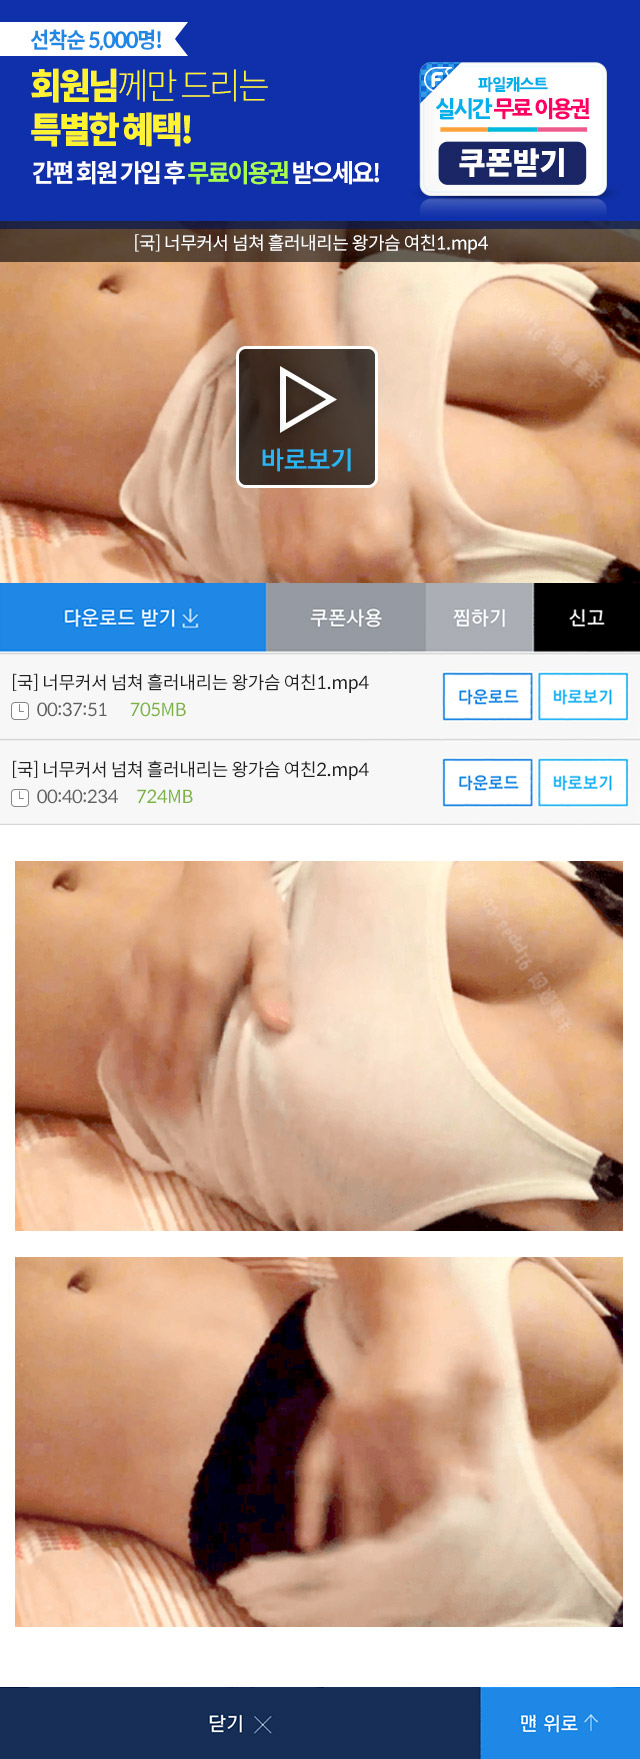 선착순 5,000명!
회원님께만 드리는
특별한 혜택!
간편 회원 가입 후 무료이용권 받으세요!
파일캐스트
실시간 무료 이용권
쿠폰받기
[국] 너무커서 넘쳐 흘러내리는 왕가슴 여친1.mp4
바로보기
다운로드 받기
쿠폰사용
찜하기
신고
[국] 너무커서 넘쳐 흘러내리는 왕가슴 여친1.mp4
00:37:51 705MB
다운로드
바로보기
[국] 너무커서 넘쳐 흘러내리는 왕가슴 여친2.mp4
00:40:234 724MB
다운로드
바로보기
닫기
맨 위로